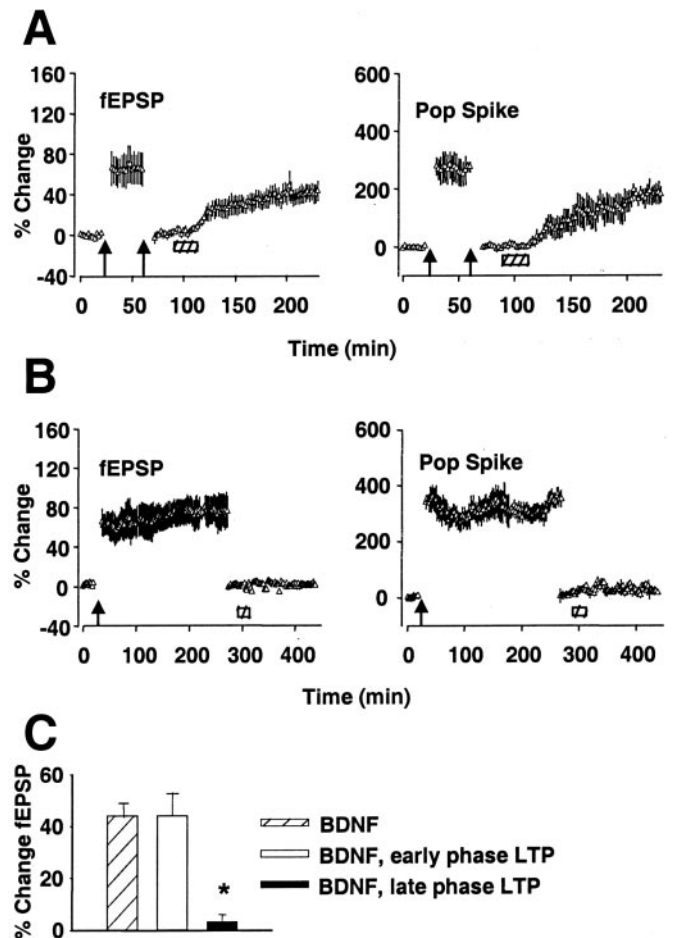 A
160
120
80
40
0
-40
% Change
fEPSP
0 50 100 150 200
600
400
200
0
Pop Spike
0 50 100 150 200
Time (min)
B
160
120
80
40
0
-40
% Change
fEPSP
0 100 200 300 400
600
400
200
0
Pop Spike
0 100 200 300 400
Time (min)
C
% Change fEPSP
60
40
20
0
*
BDNF
BDNF, early phase LTP
BDNF, late phase LTP